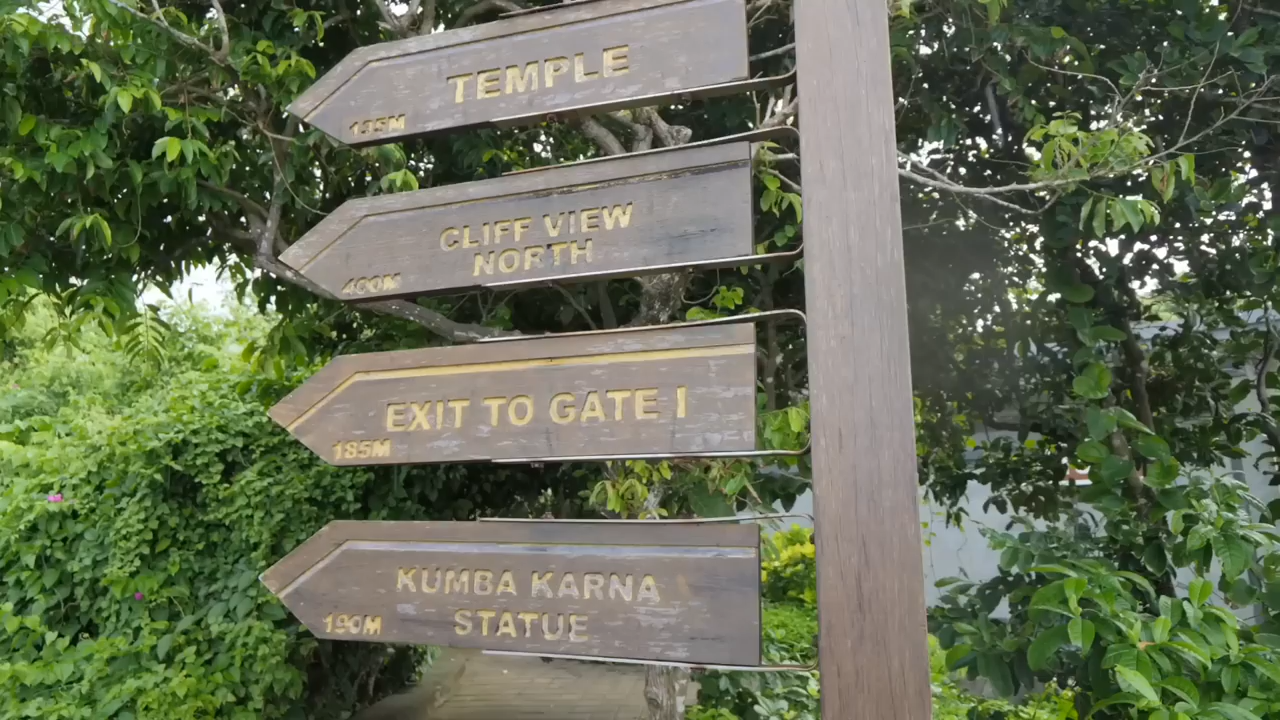 TEMPLE
135M
CLIFF VIEW
NORTH
400M
EXIT TO GATE I
185M
KUMBA KARNA
STATUE
190M